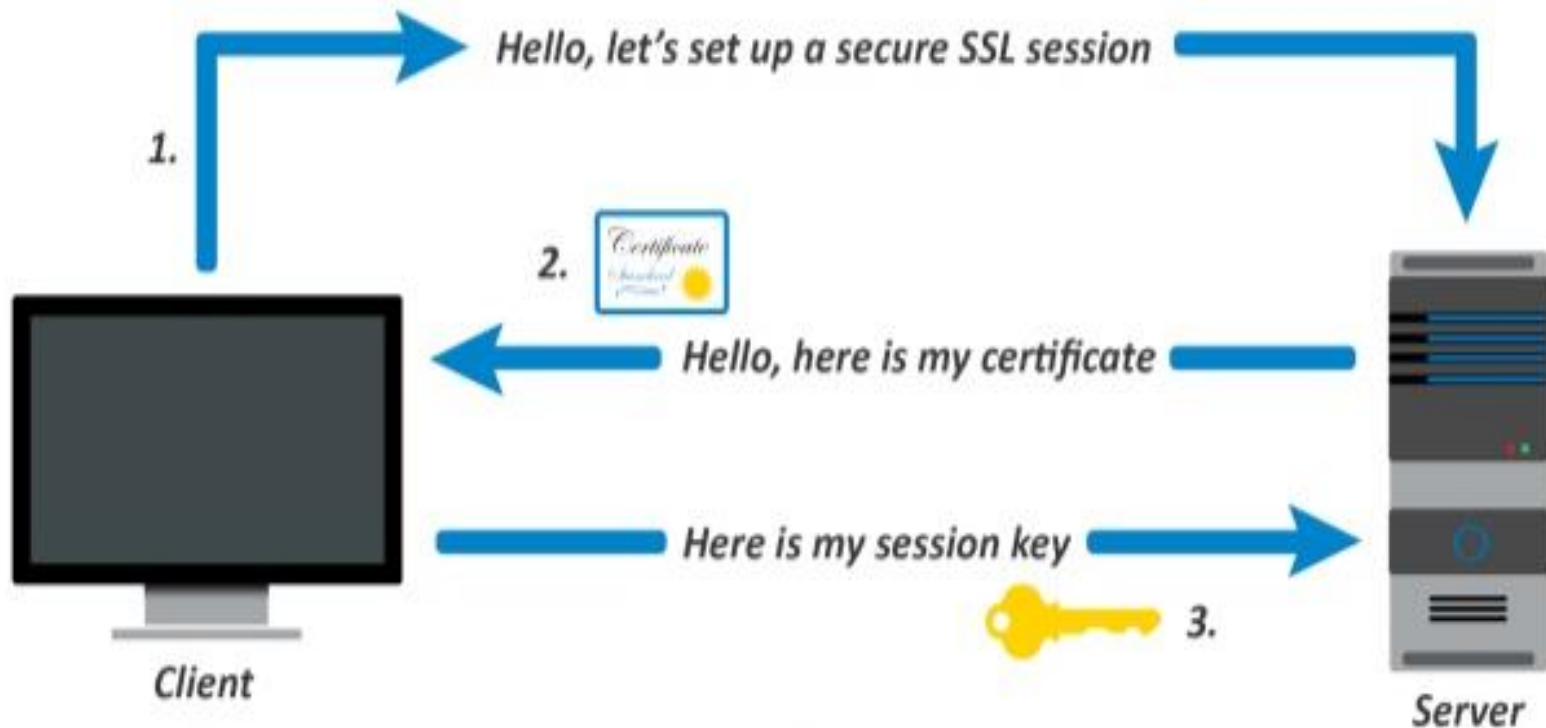 Hello, let's set up a secure SSL session
1.
2.
Certificate
Hello, here is my certificate
Here is my session key
3.
Client
Server